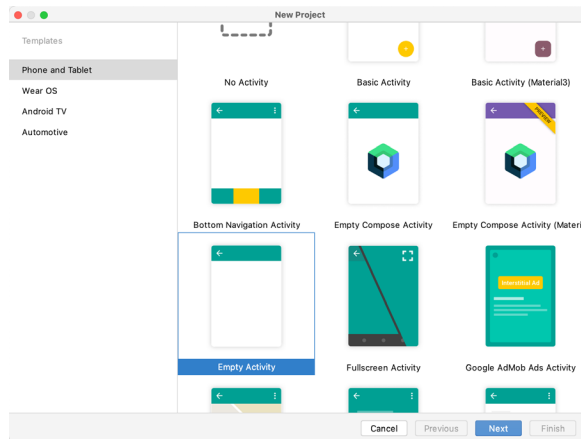 New Project
Templates
Phone and Tablet
Wear OS
Android TV
Automotive
No Activity
Basic Activity
Basic Activity (Material3)
PREVIEW
Bottom Navigation Activity
Empty Compose Activity
Empty Compose Activity (Materi
Interstitial Ad
Empty Activity
Fullscreen Activity
Google AdMob Ads Activity
Cancel
Previous
Next
Finish